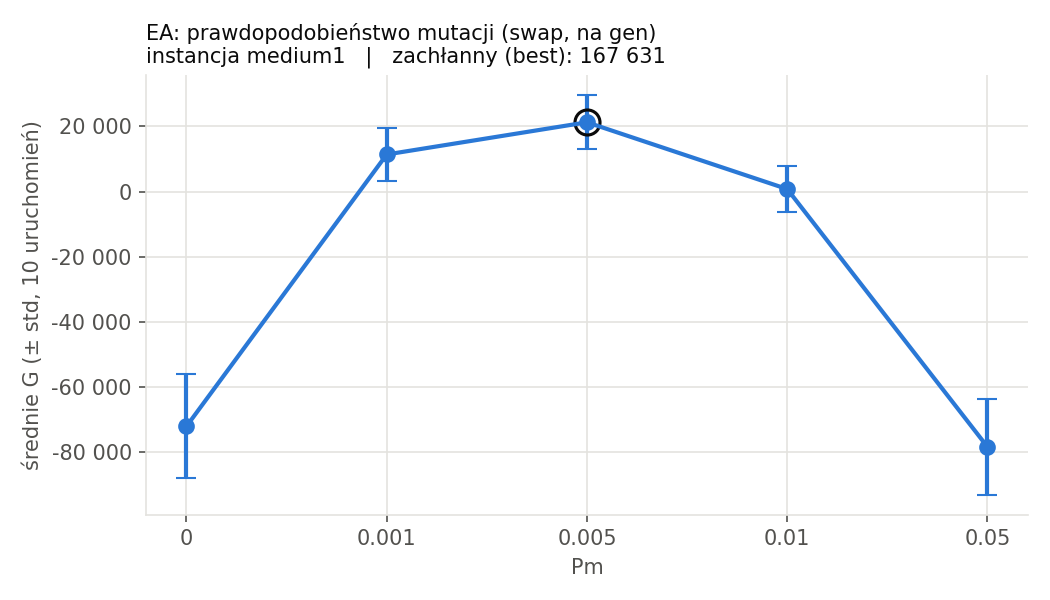 EA: prawdopodobieństwo mutacji (swap, na gen)
instancja medium1   |   zachłanny (best): 167 631
średnie G (± std, 10 uruchomień)
20 000
0
-20 000
-40 000
-60 000
-80 000
0
0.001
0.005
0.01
0.05
Pm